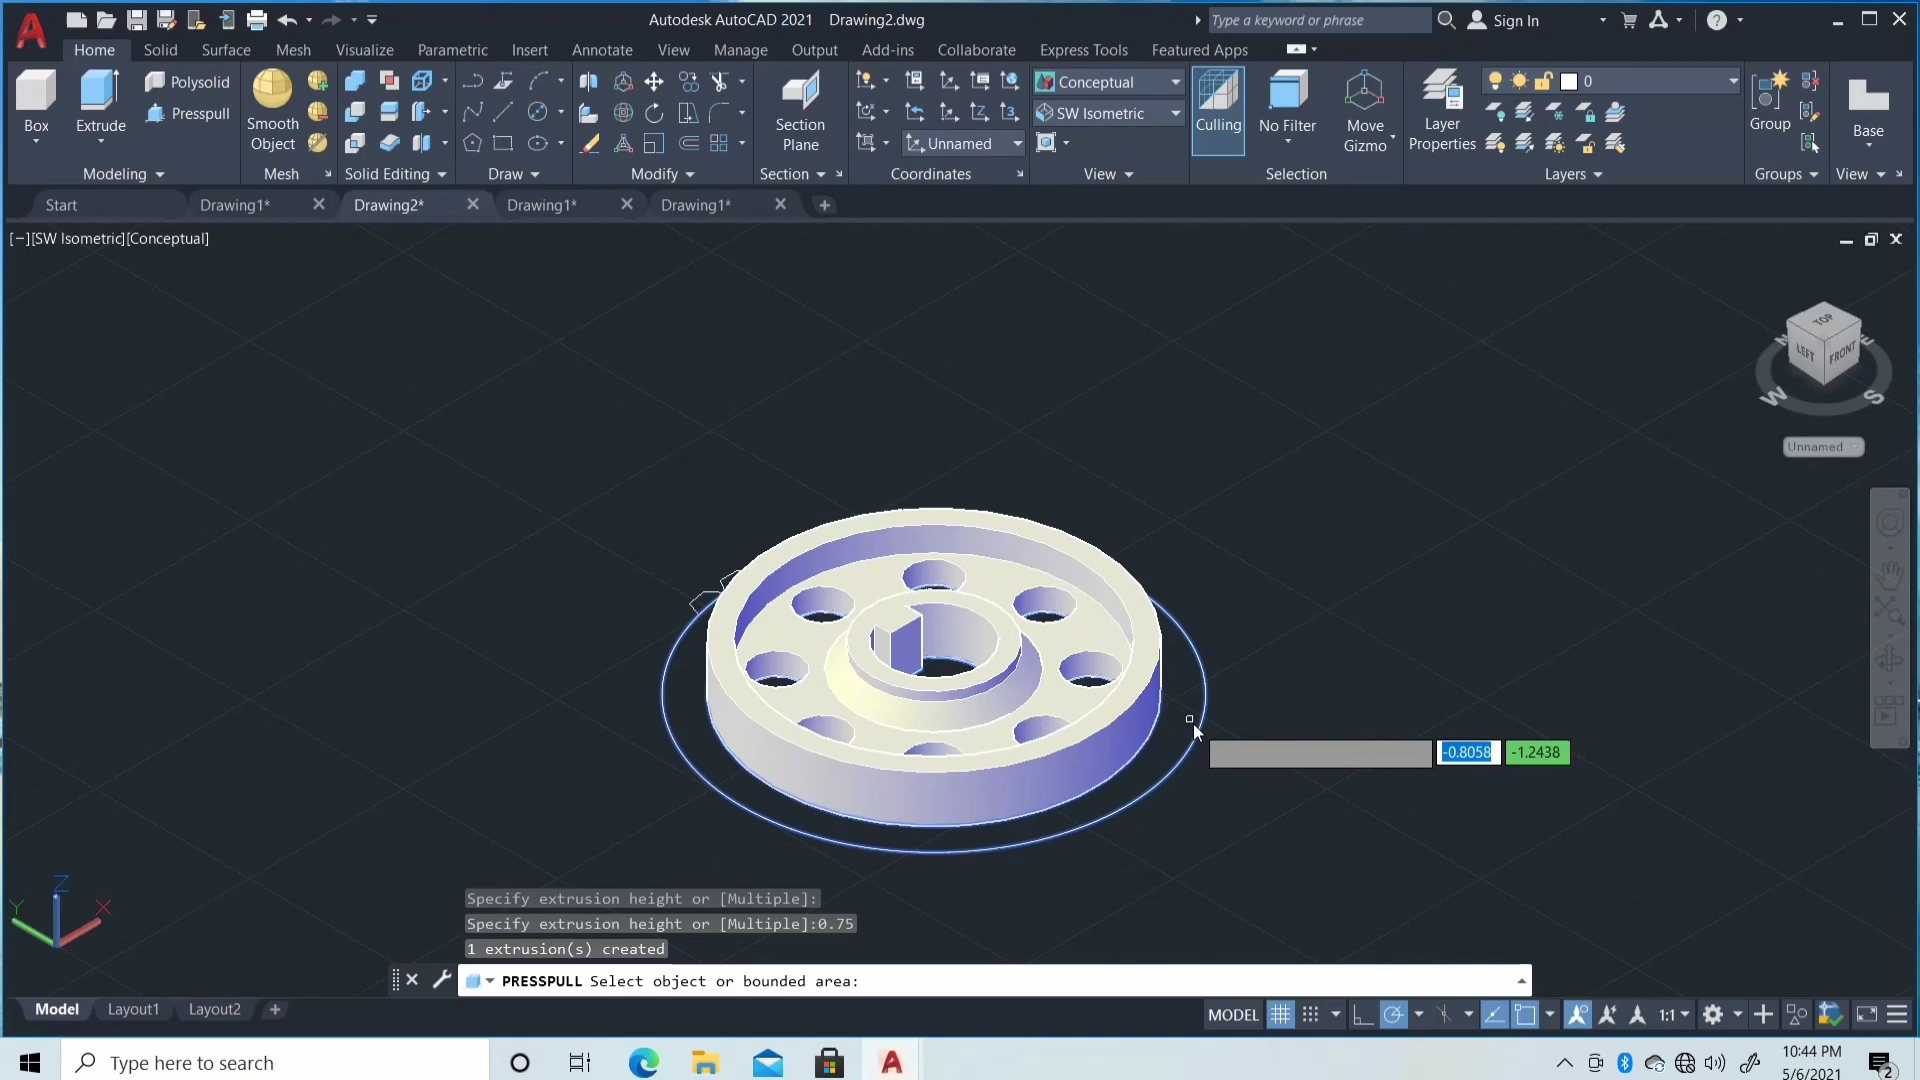 Autodesk AutoCAD 2021 Drawing2.dwg
Type a keyword or phrase
Sign In
Home Solid Surface Mesh Visualize Parametric Insert Annotate View Manage Output Add-ins Collaborate Express Tools Featured Apps
Box
Extrude
Polysolid
Presspull
Smooth
Object
Section
Plane
Unnamed
Conceptual
SW Isometric
Culling
No Filter
Move
Gizmo
Layer
Properties
0
Group
Base
Modeling Mesh Solid Editing Draw Modify Section Coordinates View Selection Layers Groups View
Start Drawing1* Drawing2* Drawing1* Drawing1*
[−][SW Isometric][Conceptual]
TOP
LEFT FRONT
N E
W S
Unnamed
-0.8058 -1.2438
Z
Y X
Specify extrusion height or [Multiple]:
Specify extrusion height or [Multiple]:0.75
1 extrusion(s) created
PRESSPULL Select object or bounded area:
Model Layout1 Layout2
MODEL 1:1
Type here to search
10:44 PM
5/6/2021
2